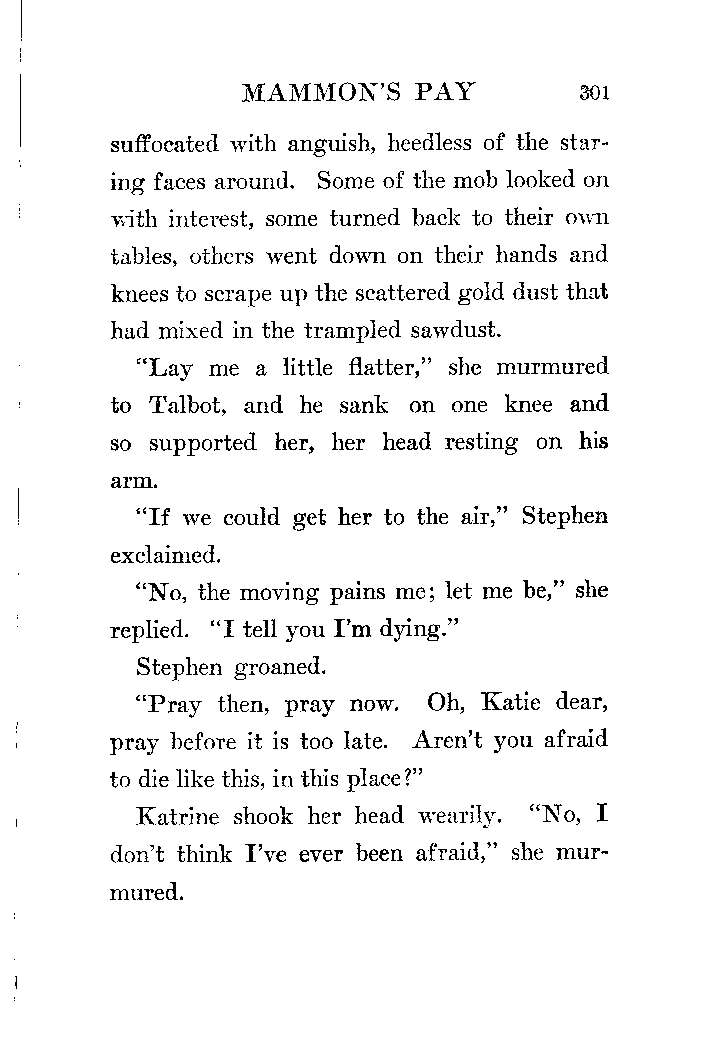 MAMMON'S PAY 301
suffocated with anguish, heedless of the star-
ing faces around. Some of the mob looked on
with interest, some turned back to their own
tables, others went down on their hands and
knees to scrape up the scattered gold dust that
had mixed in the trampled sawdust.
"Lay me a little flatter," she murmured
to Talbot, and he sank on one knee and
so supported her, her head resting on his
arm.
"If we could get her to the air," Stephen
exclaimed.
"No, the moving pains me; let me be," she
replied. "I tell you I'm dying."
Stephen groaned.
"Pray then, pray now. Oh, Katie dear,
pray before it is too late. Aren't you afraid
to die like this, in this place?"
Katrine shook her head wearily. "No, I
don't think I've ever been afraid," she mur-
mured.